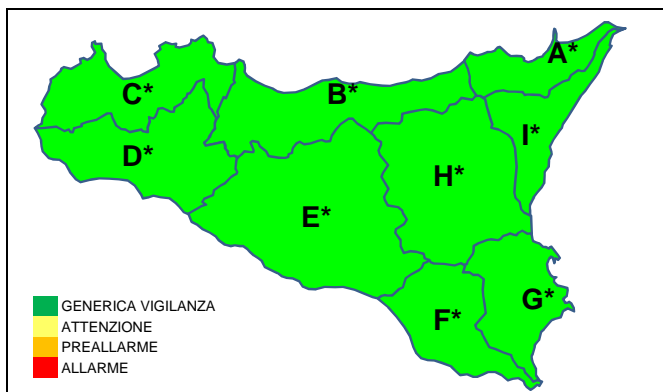 A*
B*
C*
I*
D*
H*
E*
G*
F*
GENERICA VIGILANZA
ATTENZIONE
PREALLARME
ALLARME